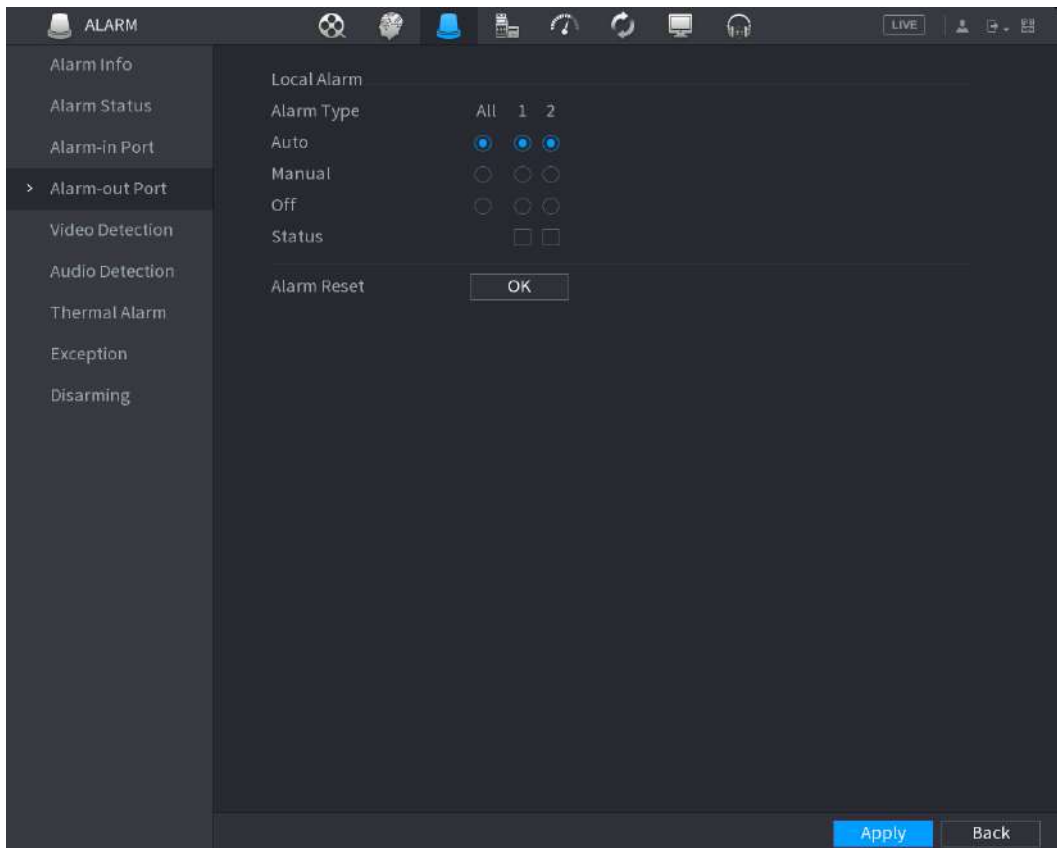 ALARM
LIVE
Alarm Info
Alarm Status
Alarm-in Port
> Alarm-out Port
Video Detection
Audio Detection
Thermal Alarm
Exception
Disarming
Local Alarm
Alarm Type All 1 2
Auto
Manual
Off
Status
Alarm Reset OK
Apply Back